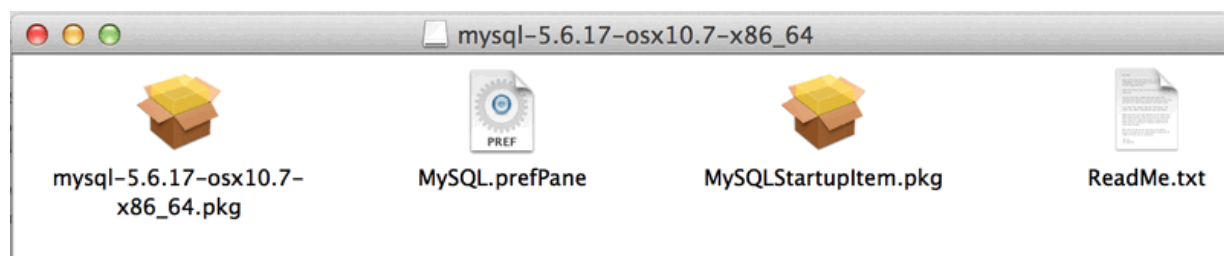 mysql-5.6.17-osx10.7-x86_64
PREF
mysql-5.6.17-osx10.7-
x86_64.pkg
MySQL.prefPane
MySQLStartupItem.pkg
ReadMe.txt